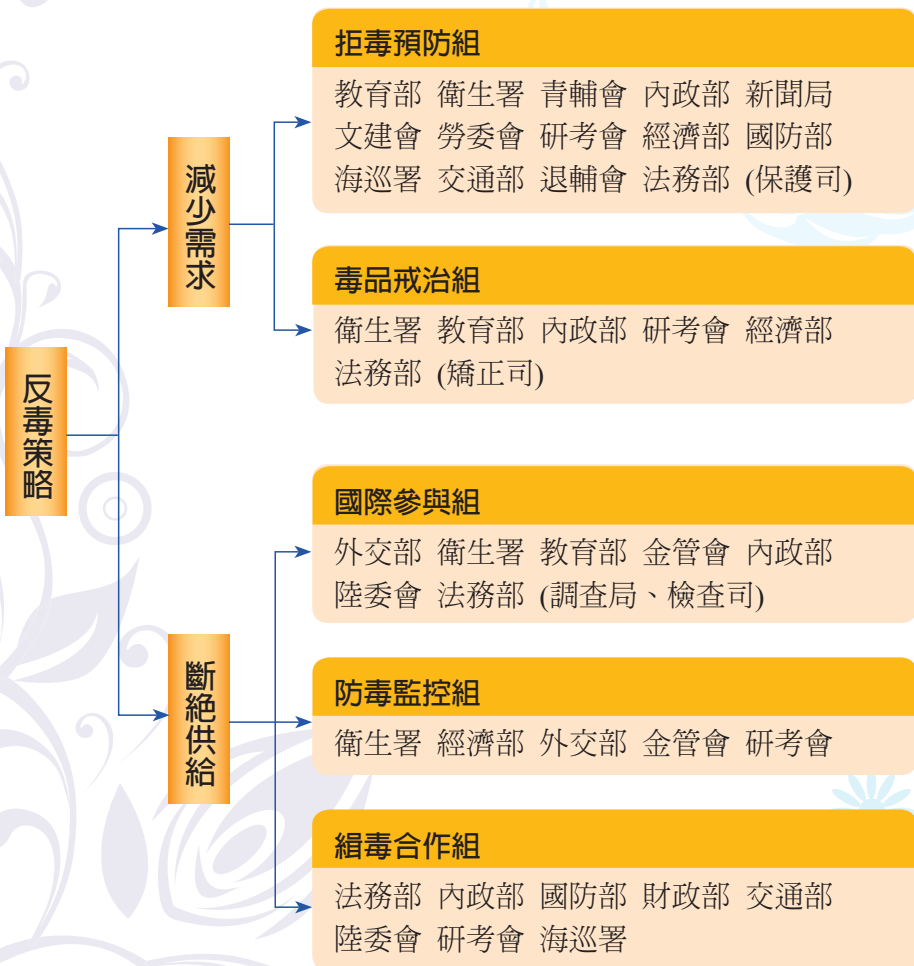 反毒策略
減少需求
拒毒預防組
教育部 衛生署 青輔會 內政部 新聞局
文建會 勞委會 研考會 經濟部 國防部
海巡署 交通部 退輔會 法務部 (保護司)
毒品戒治組
衛生署 教育部 內政部 研考會 經濟部
法務部 (矯正司)
斷絕供給
國際參與組
外交部 衛生署 教育部 金管會 內政部
陸委會 法務部 (調查局、檢查司)
防毒監控組
衛生署 經濟部 外交部 金管會 研考會
緝毒合作組
法務部 內政部 國防部 財政部 交通部
陸委會 研考會 海巡署